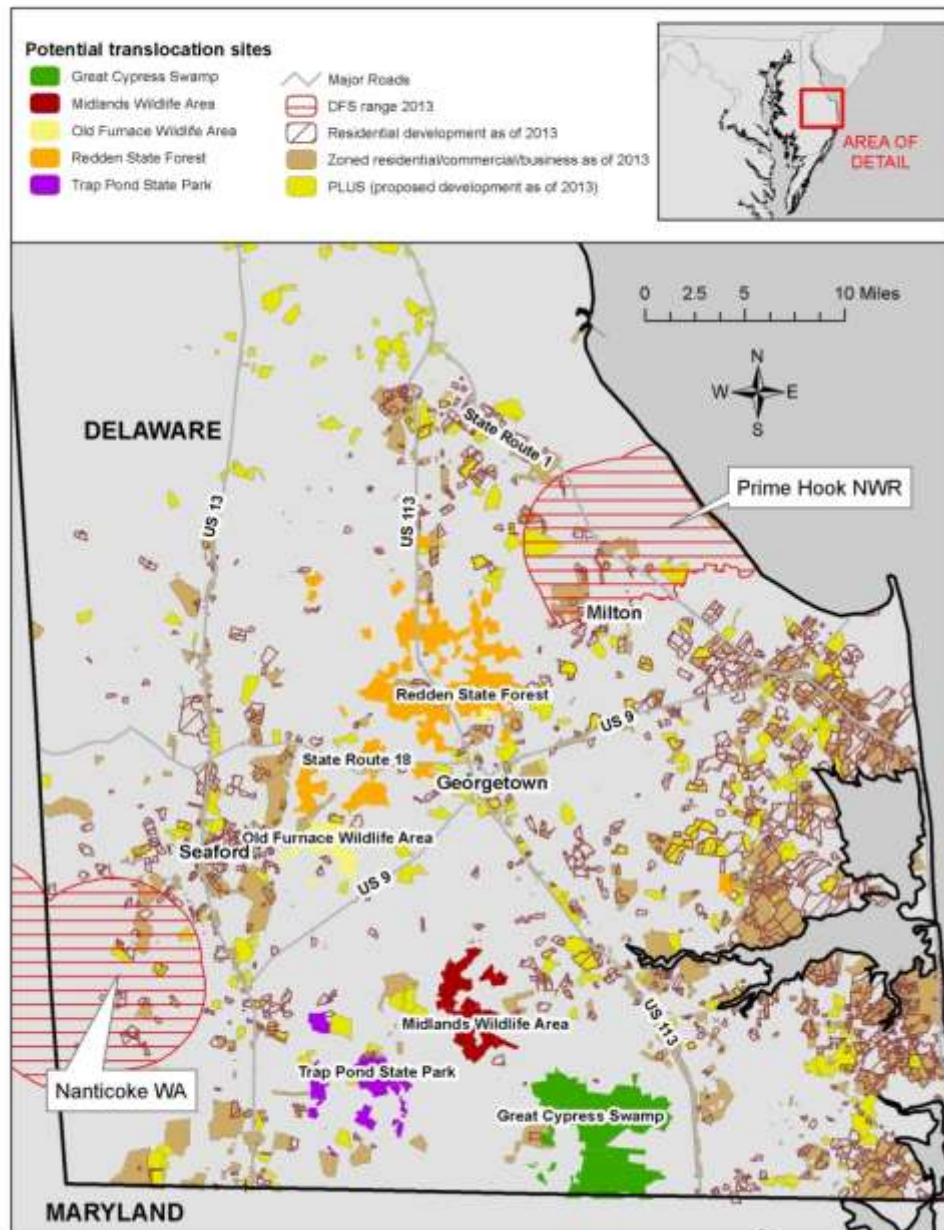 Potential translocation sites
Great Cypress Swamp
Midlands Wildlife Area
Old Furnace Wildlife Area
Redden State Forest
Trap Pond State Park
Major Roads
DFS range 2013
Residential development as of 2013
Zoned residential/commercial/business as of 2013
PLUS (proposed development as of 2013)
AREA OF
DETAIL
0 2.5 5 10 Miles
N
W E
S
DELAWARE
State Route 1
US 13
US 113
Prime Hook NWR
Milton
Redden State Forest
US 9
State Route 18
Georgetown
Old Furnace Wildlife Area
Seaford
US 9
Midlands Wildlife Area
US 113
Trap Pond State Park
Nanticoke WA
Great Cypress Swamp
MARYLAND